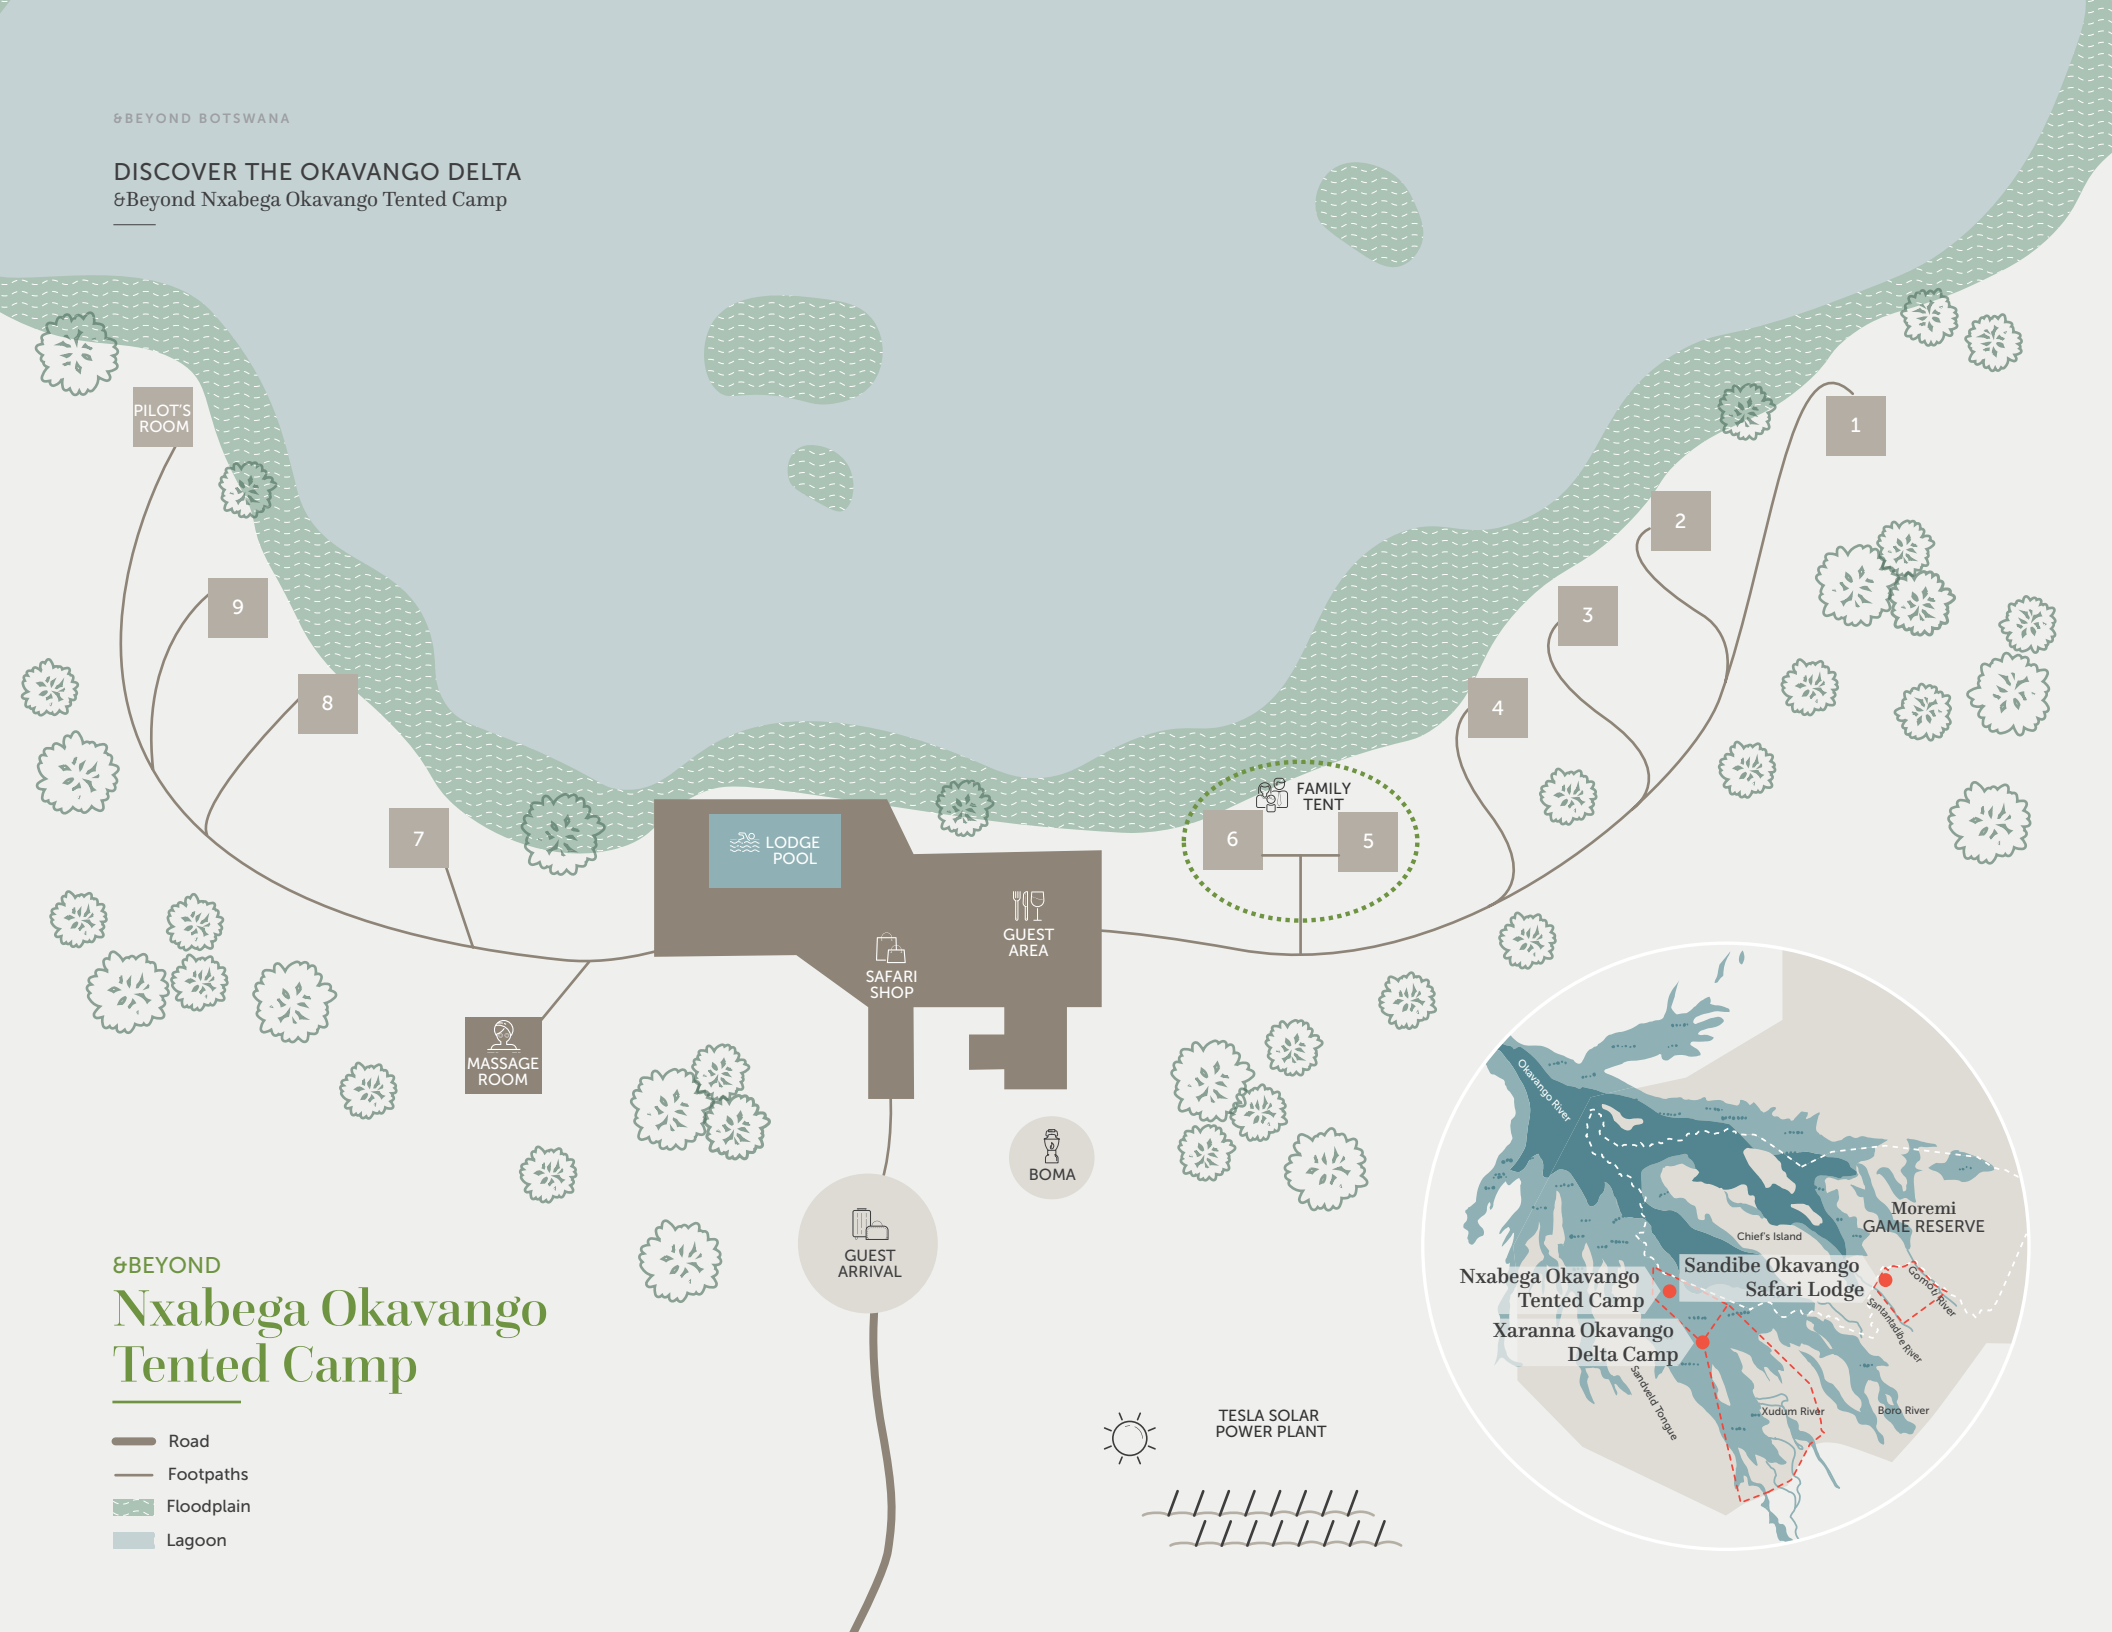 &BEYOND BOTSWANA
DISCOVER THE OKAVANGO DELTA
&Beyond Nxabega Okavango Tented Camp
PILOT'S
ROOM
1
2
3
4
9
8
7
FAMILY
TENT
6
5
LODGE
POOL
GUEST
AREA
SAFARI
SHOP
MASSAGE
ROOM
BOMA
GUEST
ARRIVAL
TESLA SOLAR
POWER PLANT
&BEYOND
Nxabega Okavango
Tented Camp
Road
Footpaths
Floodplain
Lagoon
Okavango River
Moremi
GAME RESERVE
Chief's Island
Sandibe Okavango
Safari Lodge
Nxabega Okavango
Tented Camp
Xaranna Okavango
Delta Camp
Gomoti River
Santantadibe River
Sandveld Tongue
Xudum River
Boro River